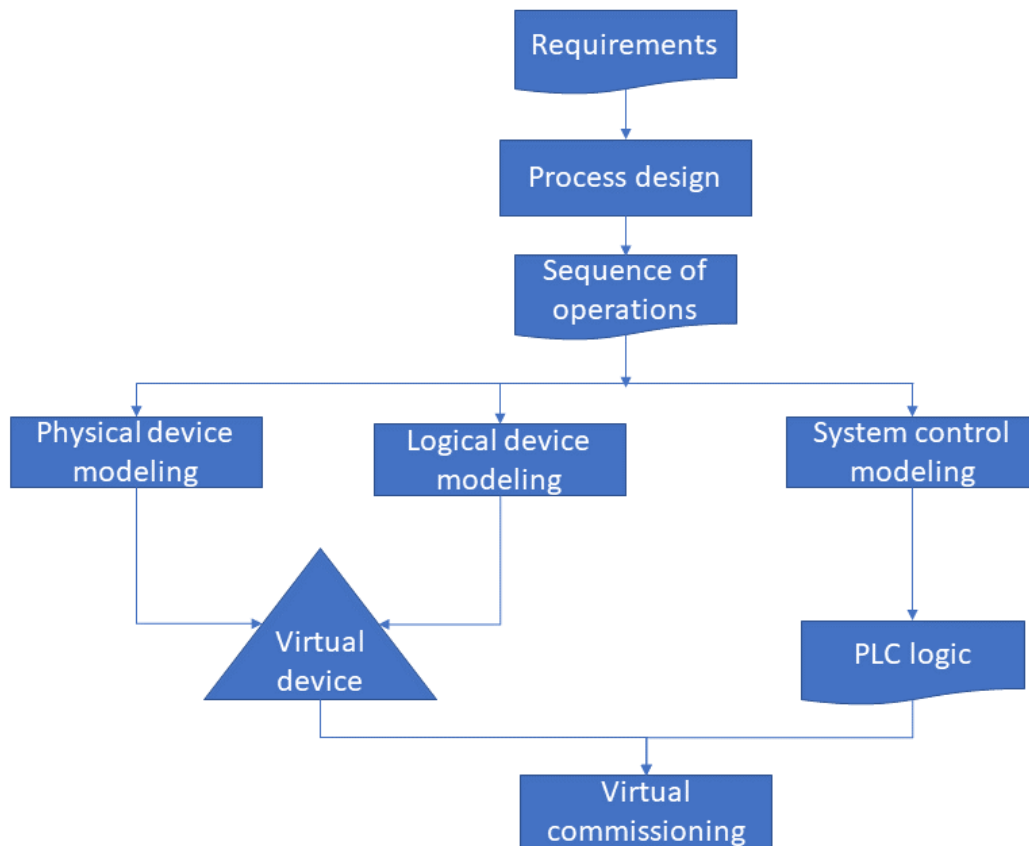 Requirements
Process design
Sequence of
operations
Physical device
modeling
Logical device
modeling
System control
modeling
Virtual
device
PLC logic
Virtual
commissioning